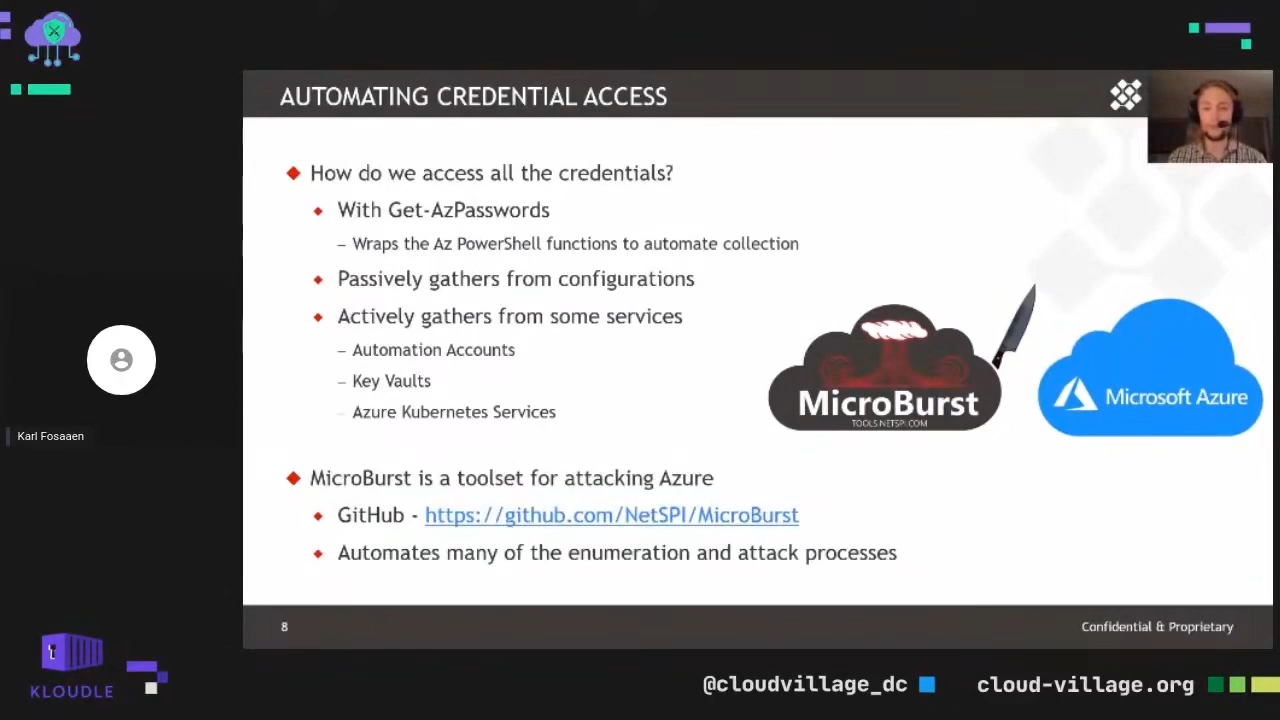 AUTOMATING CREDENTIAL ACCESS
How do we access all the credentials?
With Get-AzPasswords
– Wraps the Az PowerShell functions to automate collection
Passively gathers from configurations
Actively gathers from some services
– Automation Accounts
– Key Vaults
– Azure Kubernetes Services
MicroBurst
TOOLS.NETSPI.COM
Microsoft Azure
MicroBurst is a toolset for attacking Azure
GitHub - https://github.com/NetSPI/MicroBurst
Automates many of the enumeration and attack processes
8
Confidential & Proprietary
Karl Fosaaen
KLOUDLE
@cloudvillage_dc
cloud-village.org